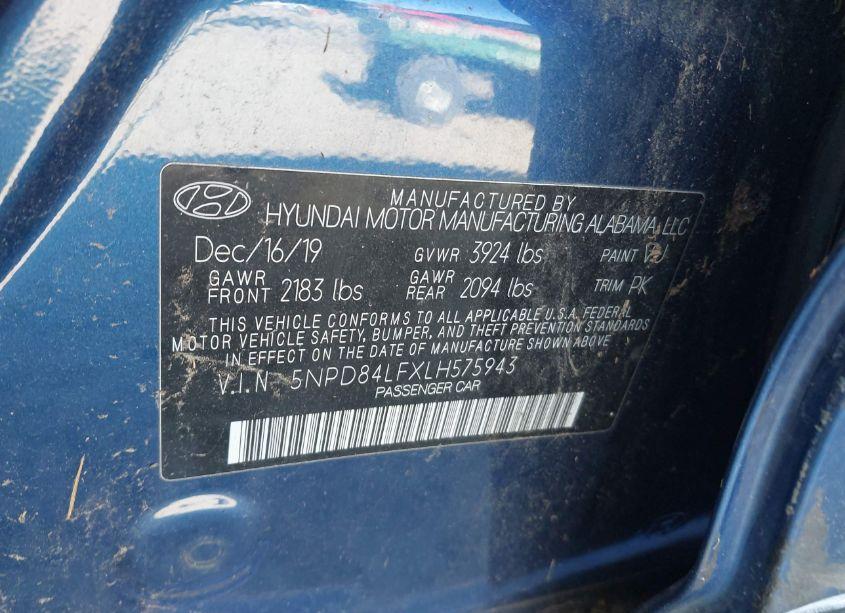 MANUFACTURED BY
HYUNDAI MOTOR MANUFACTURING ALABAMA, LLC
Dec/16/19 GVWR 3924 lbs PAINT
GAWR FRONT 2183 lbs GAWR REAR 2094 lbs TRIM PK
THIS VEHICLE CONFORMS TO ALL APPLICABLE U.S.A. FEDERAL
MOTOR VEHICLE SAFETY, BUMPER, AND THEFT PREVENTION STANDARDS
IN EFFECT ON THE DATE OF MANUFACTURE SHOWN ABOVE
V.I.N 5NPD84LFXLH575943
PASSENGER CAR